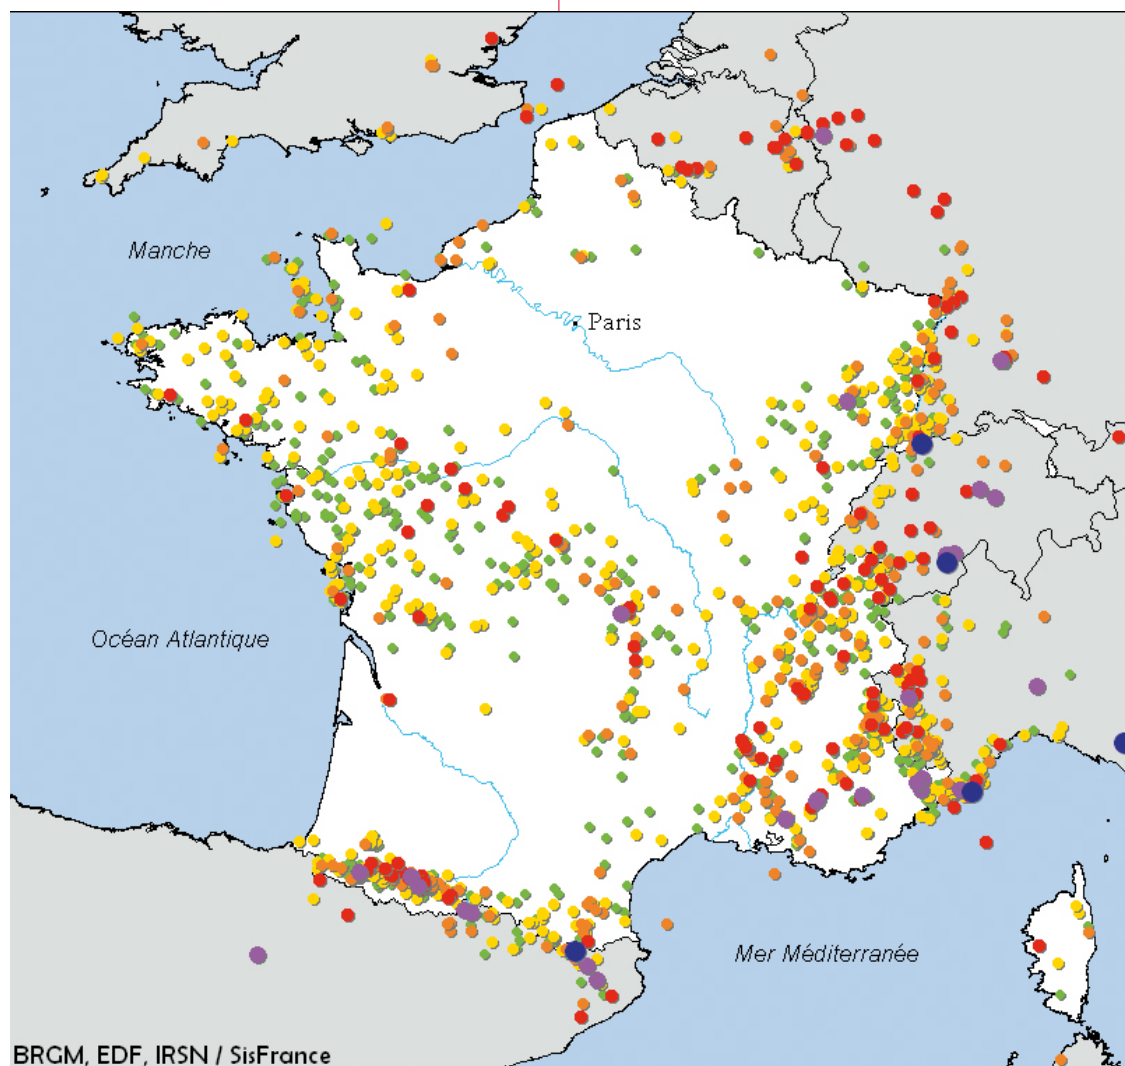 Manche
Paris
Océan Atlantique
Mer Méditerranée
BRGM, EDF, IRSN / SisFrance